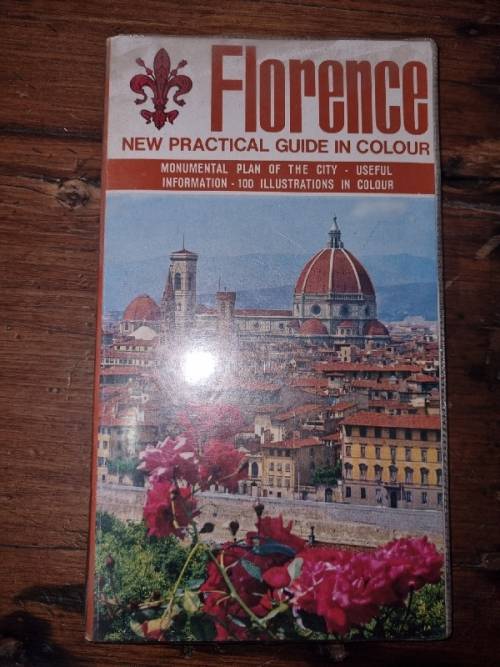 Florence
NEW PRACTICAL GUIDE IN COLOUR
MONUMENTAL PLAN OF THE CITY - USEFUL
INFORMATION - 100 ILLUSTRATIONS IN COLOUR